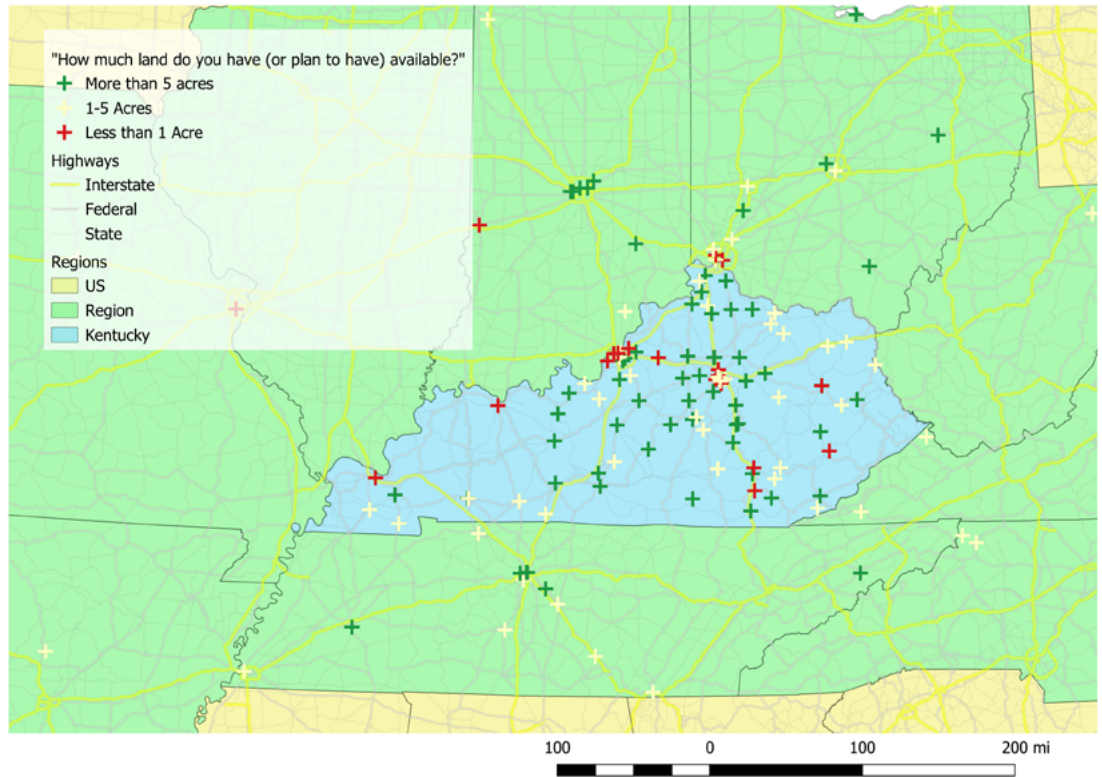 "How much land do you have (or plan to have) available?"
More than 5 acres
1-5 Acres
Less than 1 Acre
Highways
Interstate
Federal
State
Regions
US
Region
Kentucky
100 0 100 200 mi